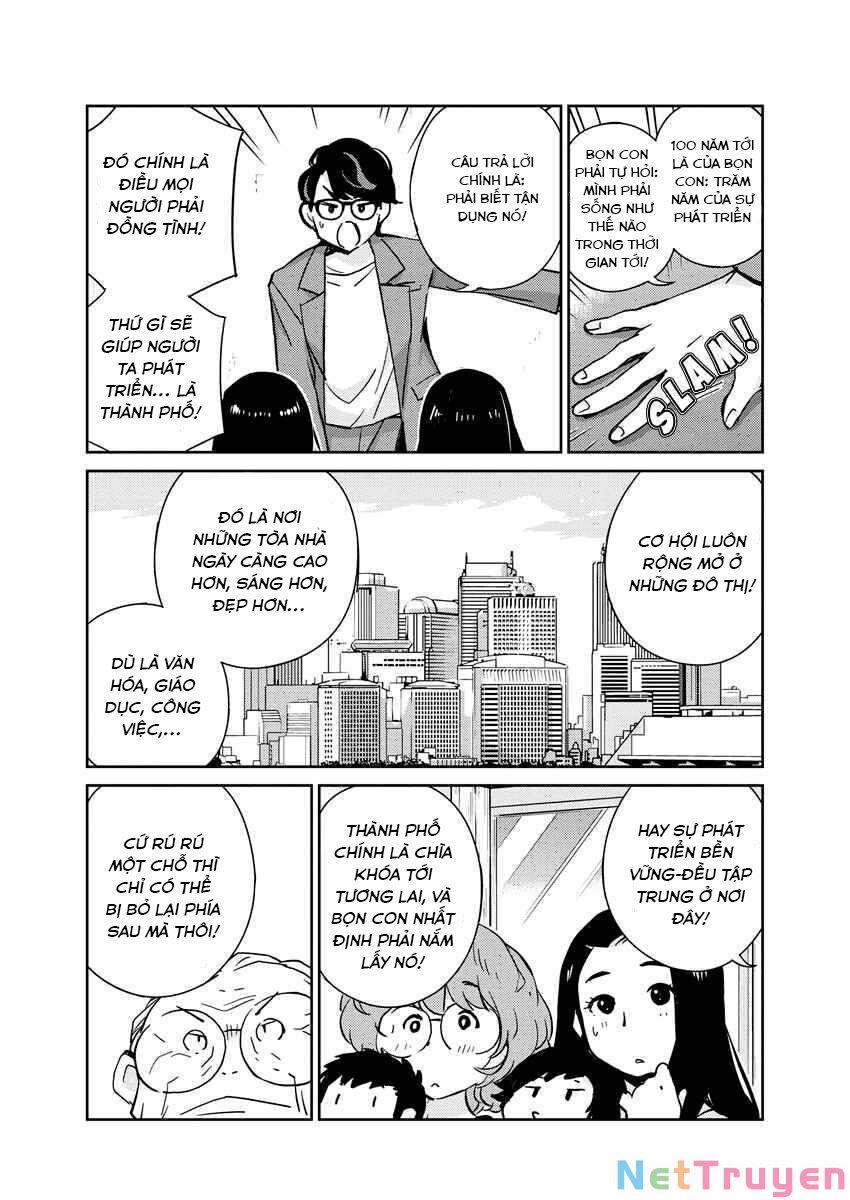 100 NĂM TỚI
LÀ CỦA BỌN
CON: TRĂM
NĂM CỦA SỰ
PHÁT TRIỂN
BỌN CON
PHẢI TỰ HỎI:
MÌNH PHẢI
SỐNG NHƯ
THẾ NÀO
TRONG THỜI
GIAN TỚI!
SLAM!
CÂU TRẢ LỜI
CHÍNH LÀ:
PHẢI BIẾT TẬN
DỤNG NÓ!
ĐÓ CHÍNH LÀ
ĐIỀU MỌI
NGƯỜI PHẢI
ĐỒNG TÌNH!
THỨ GÌ SẼ
GIÚP NGƯỜI
TA PHÁT
TRIỂN... LÀ
THÀNH PHỐ!
CƠ HỘI LUÔN
RỘNG MỞ Ở
NHỮNG ĐÔ THỊ!
ĐÓ LÀ NƠI
NHỮNG TÒA NHÀ
NGÀY CÀNG CAO
HƠN, SÁNG HƠN,
ĐẸP HƠN...
DÙ LÀ VĂN
HÓA, GIÁO
DỤC, CÔNG
VIỆC,...
HAY SỰ PHÁT
TRIỂN BỀN
VỮNG-ĐỀU TẬP
TRUNG Ở NƠI
ĐÂY!
THÀNH PHỐ
CHÍNH LÀ CHÌA
KHÓA TỚI
TƯƠNG LAI, VÀ
BỌN CON NHẤT
ĐỊNH PHẢI NẮM
LẤY NÓ!
CỨ RÚ RÚ
MỘT CHỖ THÌ
CHỈ CÓ THỂ
BỊ BỎ LẠI PHÍA
SAU MÀ THÔI!
NetTruyen